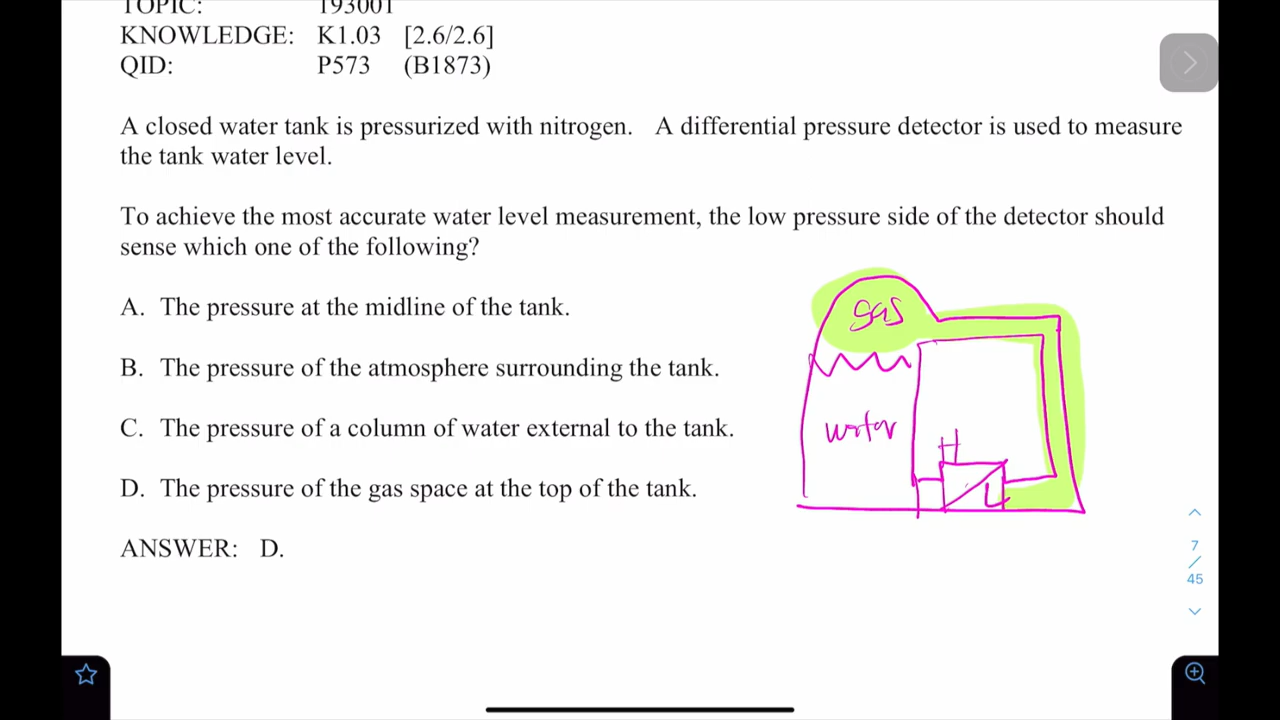 TOPIC: 193001
KNOWLEDGE: K1.03 [2.6/2.6]
QID: P573 (B1873)
A closed water tank is pressurized with nitrogen. A differential pressure detector is used to measure
the tank water level.
To achieve the most accurate water level measurement, the low pressure side of the detector should
sense which one of the following?
A. The pressure at the midline of the tank.
B. The pressure of the atmosphere surrounding the tank.
C. The pressure of a column of water external to the tank.
D. The pressure of the gas space at the top of the tank.
ANSWER: D.
gas
water
H
L
7
/
45